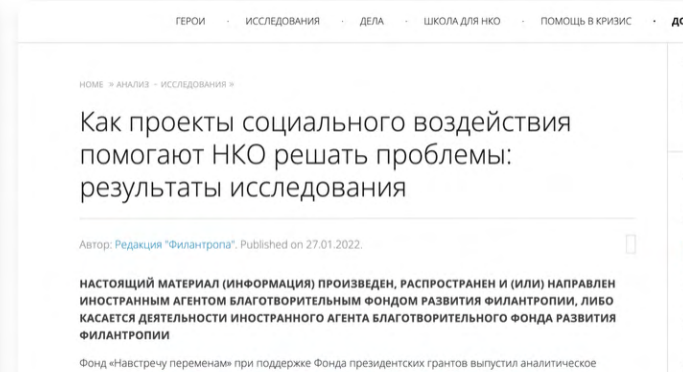 ГЕРОИ · ИССЛЕДОВАНИЯ · ДЕЛА · ШКОЛА ДЛЯ НКО · ПОМОЩЬ В КРИЗИС ·
HOME » АНАЛИЗ - ИССЛЕДОВАНИЯ »
Как проекты социального воздействия
помогают НКО решать проблемы:
результаты исследования
Автор: Редакция "Филантропа". Published on 27.01.2022.
НАСТОЯЩИЙ МАТЕРИАЛ (ИНФОРМАЦИЯ) ПРОИЗВЕДЕН, РАСПРОСТРАНЕН И (ИЛИ) НАПРАВЛЕН
ИНОСТРАННЫМ АГЕНТОМ БЛАГОТВОРИТЕЛЬНЫМ ФОНДОМ РАЗВИТИЯ ФИЛАНТРОПИИ, ЛИБО
КАСАЕТСЯ ДЕЯТЕЛЬНОСТИ ИНОСТРАННОГО АГЕНТА БЛАГОТВОРИТЕЛЬНОГО ФОНДА РАЗВИТИЯ
ФИЛАНТРОПИИ
Фонд «Навстречу переменам» при поддержке Фонда президентских грантов выпустил аналитическое